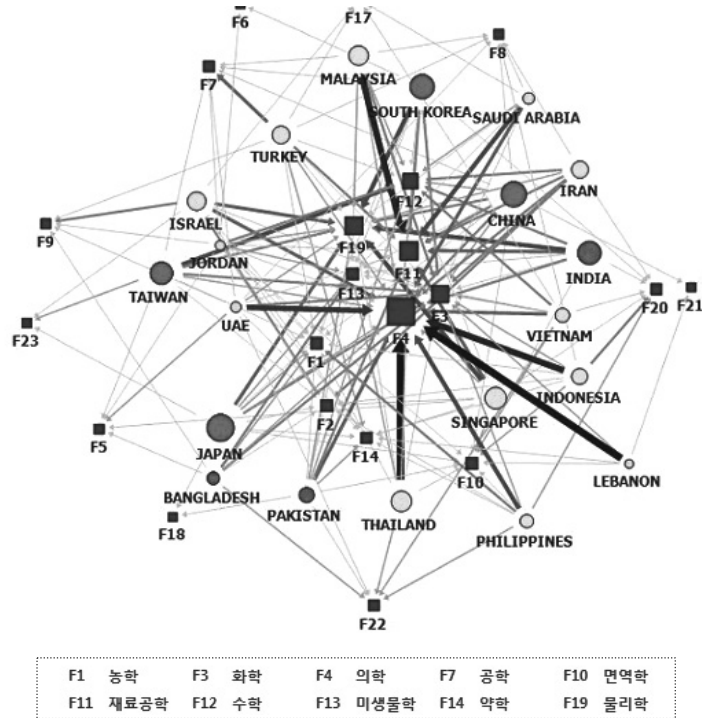 F6
F17
F8
MALAYSIA
F7
SOUTH KOREA
SAUDI ARABIA
TURKEY
F12
IRAN
ISRAEL
CHINA
F9
F19
JORDAN
F11
INDIA
TAIWAN
F13
F3
F20
F21
UAE
F4
VIETNAM
F23
F1
INDONESIA
SINGAPORE
F2
F5
JAPAN
F14
F10
LEBANON
BANGLADESH
PAKISTAN
THAILAND
PHILIPPINES
F18
F22
F1 농학 F3 화학 F4 의학 F7 공학 F10 면역학
F11 재료공학 F12 수학 F13 미생물학 F14 약학 F19 물리학